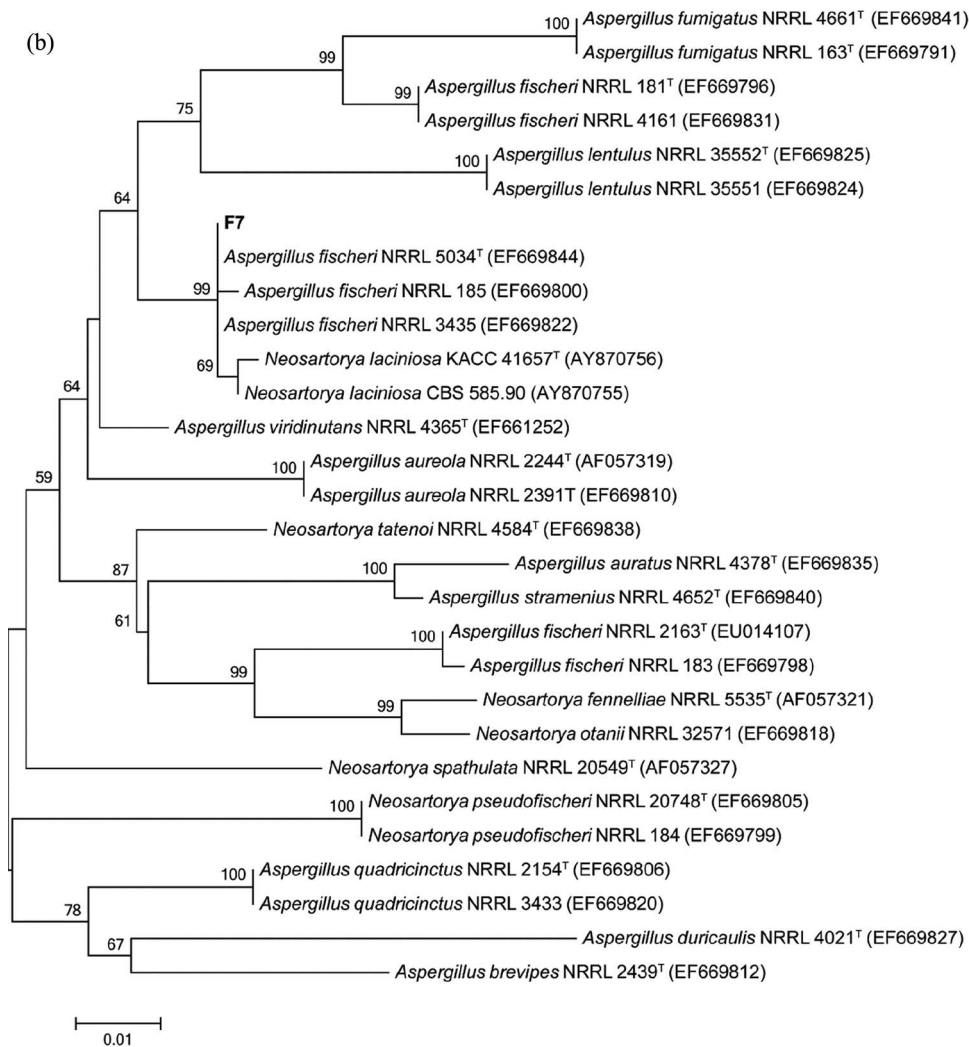 (b)
100
Aspergillus fumigatus NRRL 4661ᵀ (EF669841)
Aspergillus fumigatus NRRL 163ᵀ (EF669791)
99
99
Aspergillus fischeri NRRL 181ᵀ (EF669796)
Aspergillus fischeri NRRL 4161 (EF669831)
75
100
Aspergillus lentulus NRRL 35552ᵀ (EF669825)
Aspergillus lentulus NRRL 35551 (EF669824)
64
F7
Aspergillus fischeri NRRL 5034ᵀ (EF669844)
99
Aspergillus fischeri NRRL 185 (EF669800)
Aspergillus fischeri NRRL 3435 (EF669822)
69
Neosartorya laciniosa KACC 41657ᵀ (AY870756)
Neosartorya laciniosa CBS 585.90 (AY870755)
64
Aspergillus viridinutans NRRL 4365ᵀ (EF661252)
100
Aspergillus aureola NRRL 2244ᵀ (AF057319)
Aspergillus aureola NRRL 2391T (EF669810)
59
Neosartorya tatenoi NRRL 4584ᵀ (EF669838)
87
100
Aspergillus auratus NRRL 4378ᵀ (EF669835)
Aspergillus stramenius NRRL 4652ᵀ (EF669840)
61
100
Aspergillus fischeri NRRL 2163ᵀ (EU014107)
Aspergillus fischeri NRRL 183 (EF669798)
99
99
Neosartorya fennelliae NRRL 5535ᵀ (AF057321)
Neosartorya otanii NRRL 32571 (EF669818)
Neosartorya spathulata NRRL 20549ᵀ (AF057327)
100
Neosartorya pseudofischeri NRRL 20748ᵀ (EF669805)
Neosartorya pseudofischeri NRRL 184 (EF669799)
100
Aspergillus quadricinctus NRRL 2154ᵀ (EF669806)
Aspergillus quadricinctus NRRL 3433 (EF669820)
78
67
Aspergillus duricaulis NRRL 4021ᵀ (EF669827)
Aspergillus brevipes NRRL 2439ᵀ (EF669812)
0.01